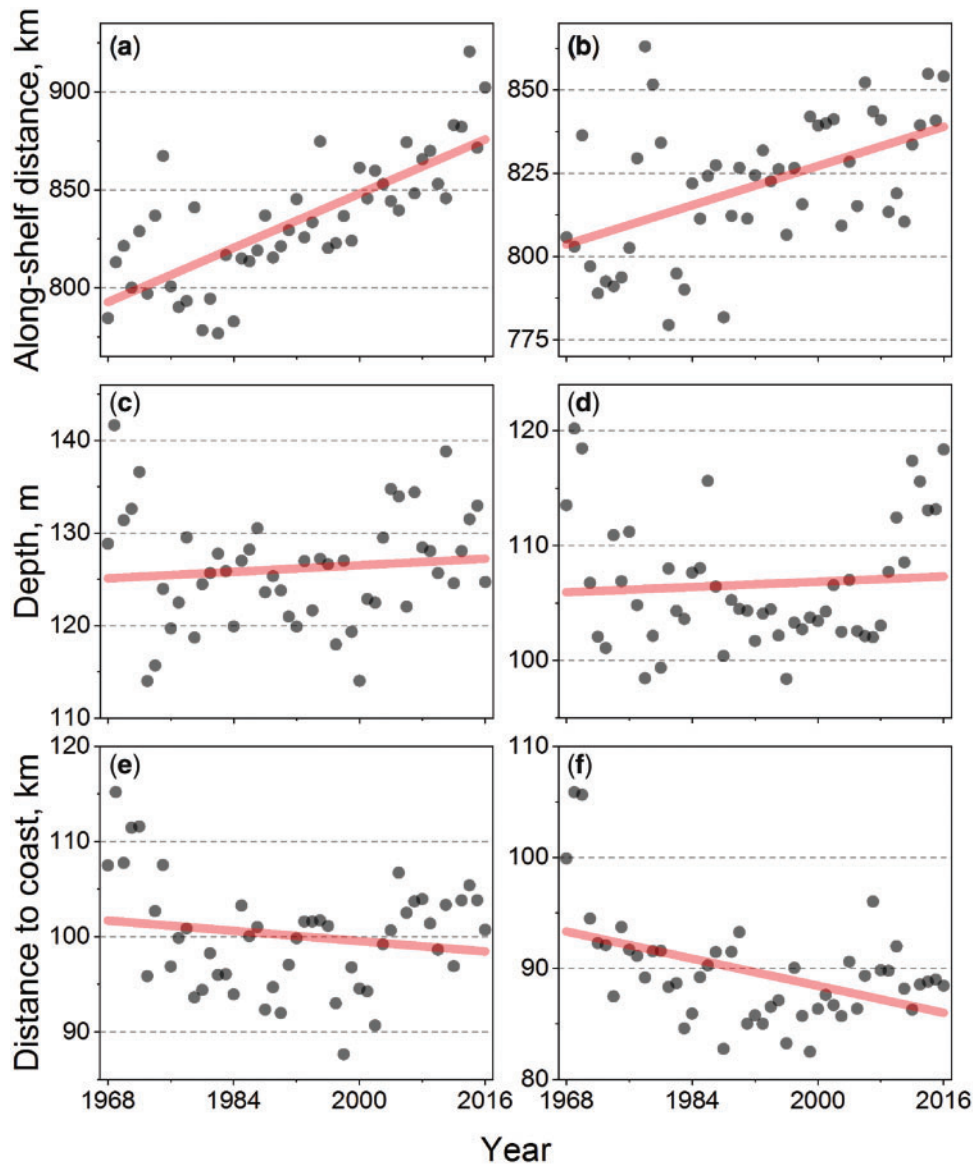 Along-shelf distance, km
(a)
900
850
800
(b)
850
825
800
775
Depth, m
(c)
140
130
120
110
(d)
120
110
100
Distance to coast, km
(e)
120
110
100
90
(f)
110
100
90
80
1968 1984 2000 2016
1968 1984 2000 2016
Year